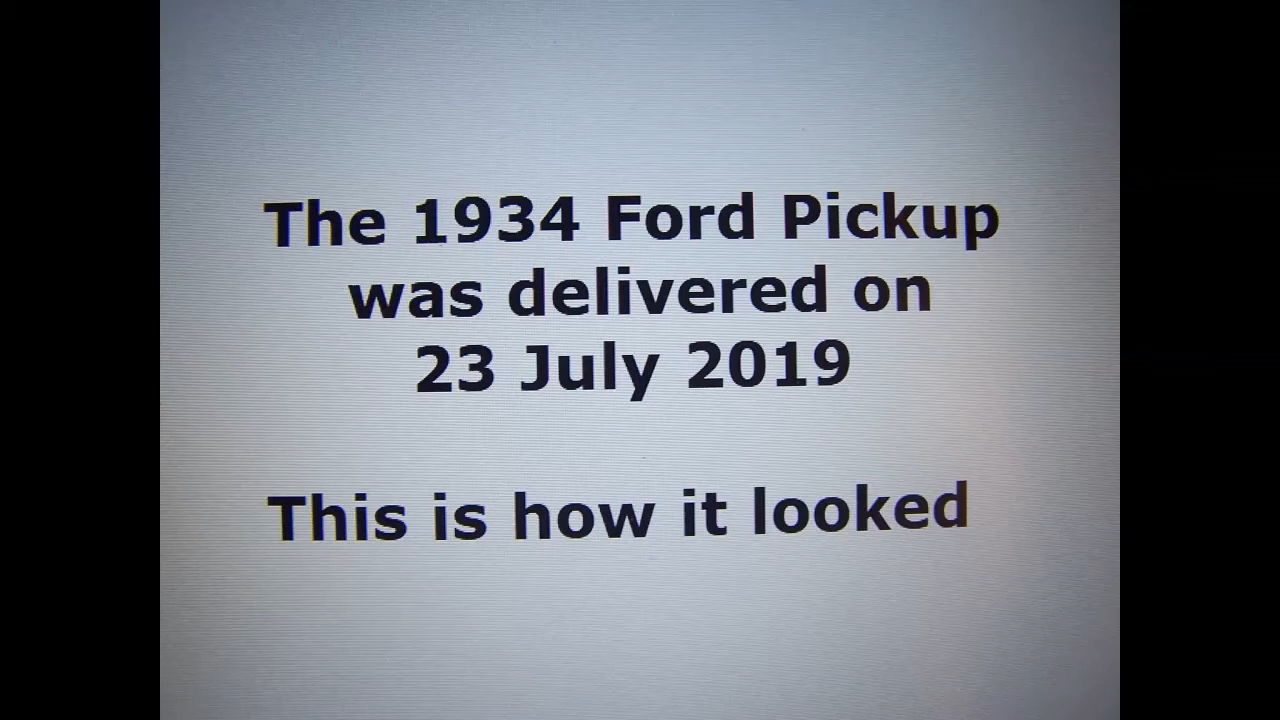 The 1934 Ford Pickup
was delivered on
23 July 2019
This is how it looked